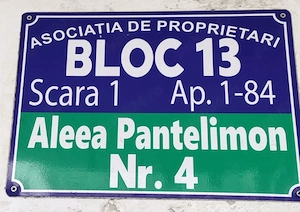 ASOCIAȚIA DE PROPRIETARI
BLOC 13
Scara 1 Ap. 1-84
Aleea Pantelimon
Nr. 4